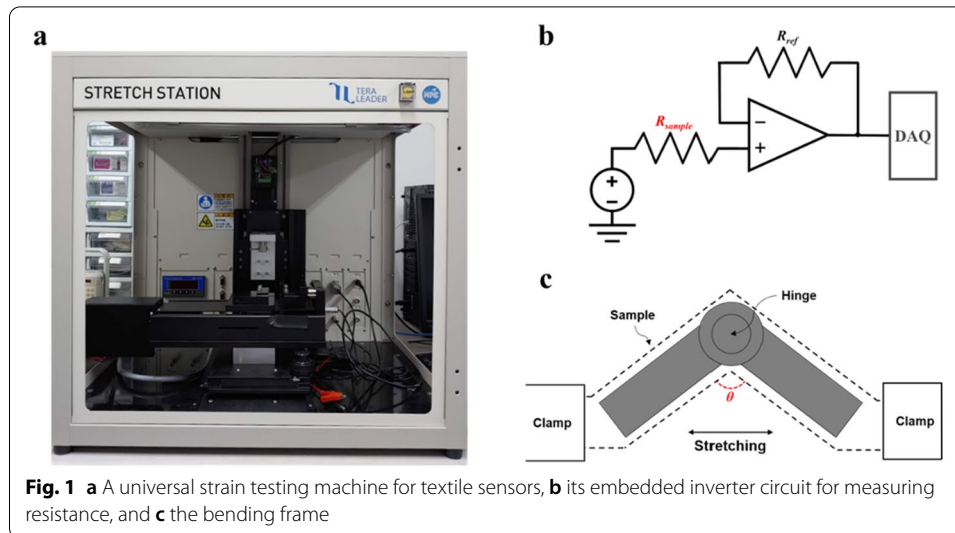 a
STRETCH STATION
TERA
LEADER
b
R_ref
R_sample
−
+
+
−
DAQ
c
Hinge
Sample
θ
Clamp
Clamp
Stretching
Fig. 1 a A universal strain testing machine for textile sensors, b its embedded inverter circuit for measuring
resistance, and c the bending frame